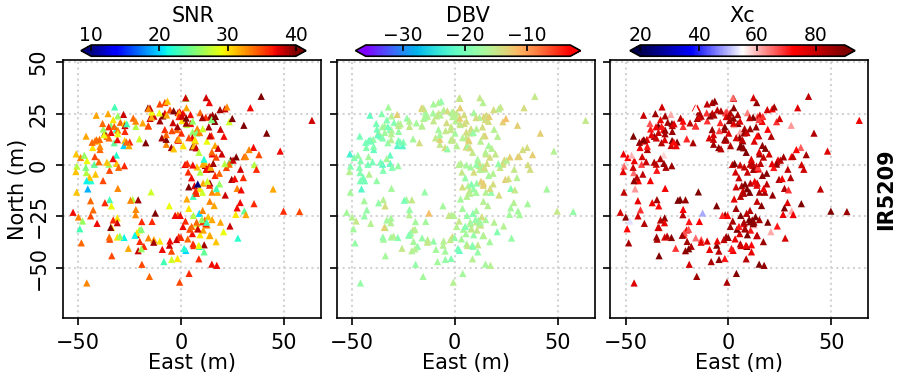 SNR DBV Xc
10 20 30 40 −30 −20 −10 20 40 60 80
50
25
0
−25
−50
North (m)
IR5209
−50 0 50 −50 0 50 −50 0 50
East (m) East (m) East (m)